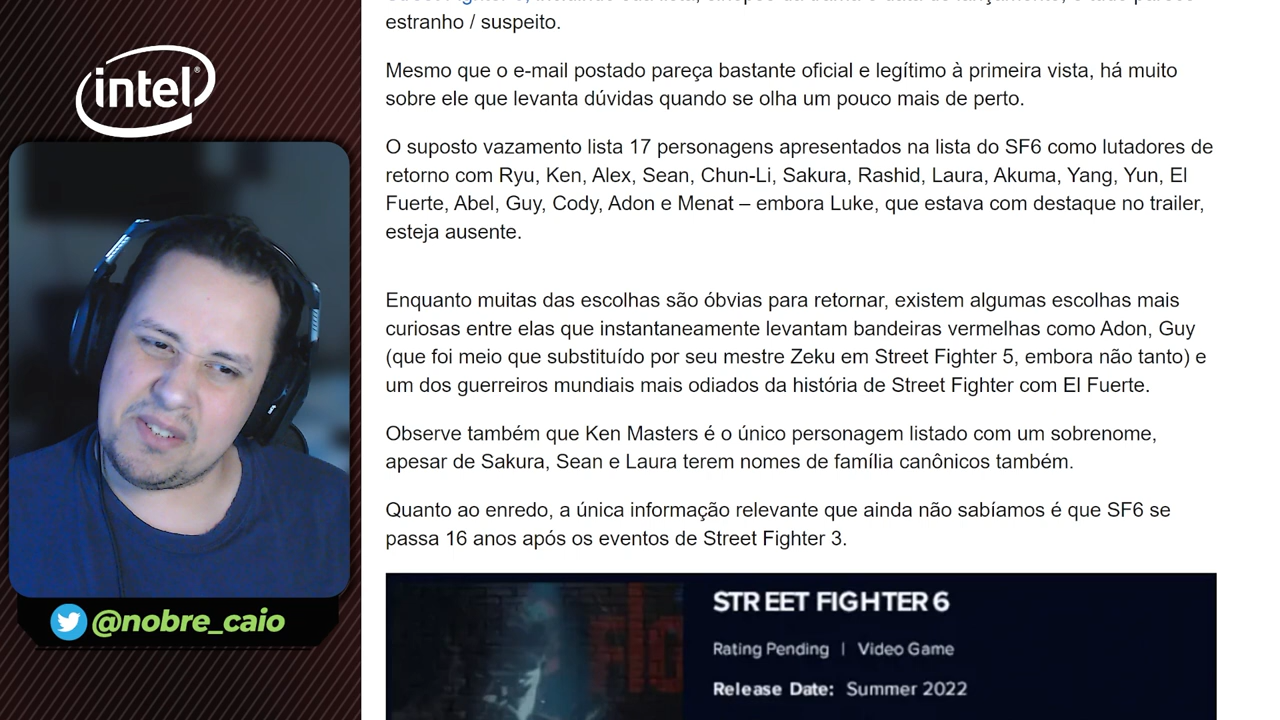 intel
@nobre_caio
estranho / suspeito.
Mesmo que o e-mail postado pareça bastante oficial e legítimo à primeira vista, há muito
sobre ele que levanta dúvidas quando se olha um pouco mais de perto.
O suposto vazamento lista 17 personagens apresentados na lista do SF6 como lutadores de
retorno com Ryu, Ken, Alex, Sean, Chun-Li, Sakura, Rashid, Laura, Akuma, Yang, Yun, El
Fuerte, Abel, Guy, Cody, Adon e Menat – embora Luke, que estava com destaque no trailer,
esteja ausente.
Enquanto muitas das escolhas são óbvias para retornar, existem algumas escolhas mais
curiosas entre elas que instantaneamente levantam bandeiras vermelhas como Adon, Guy
(que foi meio que substituído por seu mestre Zeku em Street Fighter 5, embora não tanto) e
um dos guerreiros mundiais mais odiados da história de Street Fighter com El Fuerte.
Observe também que Ken Masters é o único personagem listado com um sobrenome,
apesar de Sakura, Sean e Laura terem nomes de família canônicos também.
Quanto ao enredo, a única informação relevante que ainda não sabíamos é que SF6 se
passa 16 anos após os eventos de Street Fighter 3.
STREET FIGHTER 6
Rating Pending | Video Game
Release Date: Summer 2022